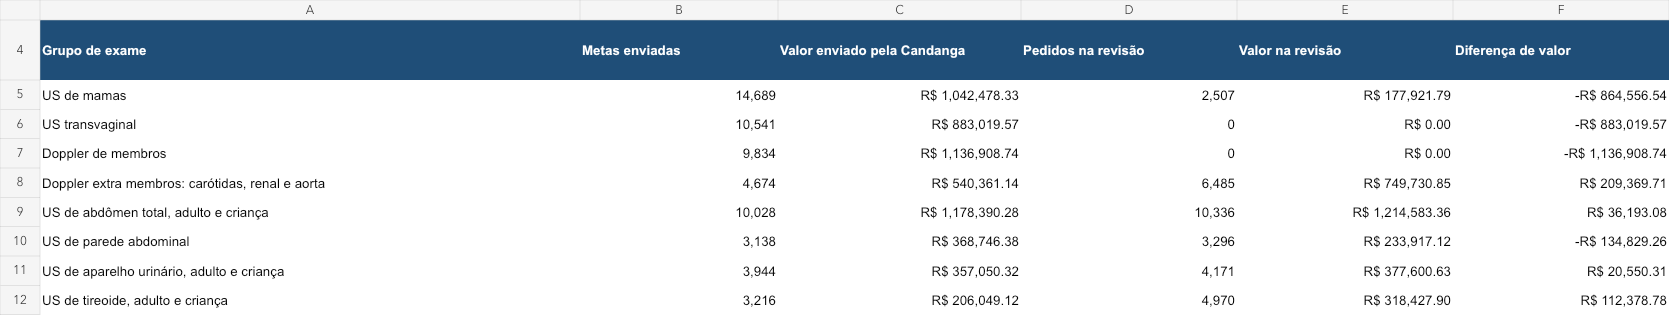 A B C D E F
4 Grupo de exame Metas enviadas Valor enviado pela Candanga Pedidos na revisão Valor na revisão Diferença de valor
5 US de mamas 14,689 R$ 1,042,478.33 2,507 R$ 177,921.79 -R$ 864,556.54
6 US transvaginal 10,541 R$ 883,019.57 0 R$ 0.00 -R$ 883,019.57
7 Doppler de membros 9,834 R$ 1,136,908.74 0 R$ 0.00 -R$ 1,136,908.74
8 Doppler extra membros: carótidas, renal e aorta 4,674 R$ 540,361.14 6,485 R$ 749,730.85 R$ 209,369.71
9 US de abdômen total, adulto e criança 10,028 R$ 1,178,390.28 10,336 R$ 1,214,583.36 R$ 36,193.08
10 US de parede abdominal 3,138 R$ 368,746.38 3,296 R$ 233,917.12 -R$ 134,829.26
11 US de aparelho urinário, adulto e criança 3,944 R$ 357,050.32 4,171 R$ 377,600.63 R$ 20,550.31
12 US de tireoide, adulto e criança 3,216 R$ 206,049.12 4,970 R$ 318,427.90 R$ 112,378.78